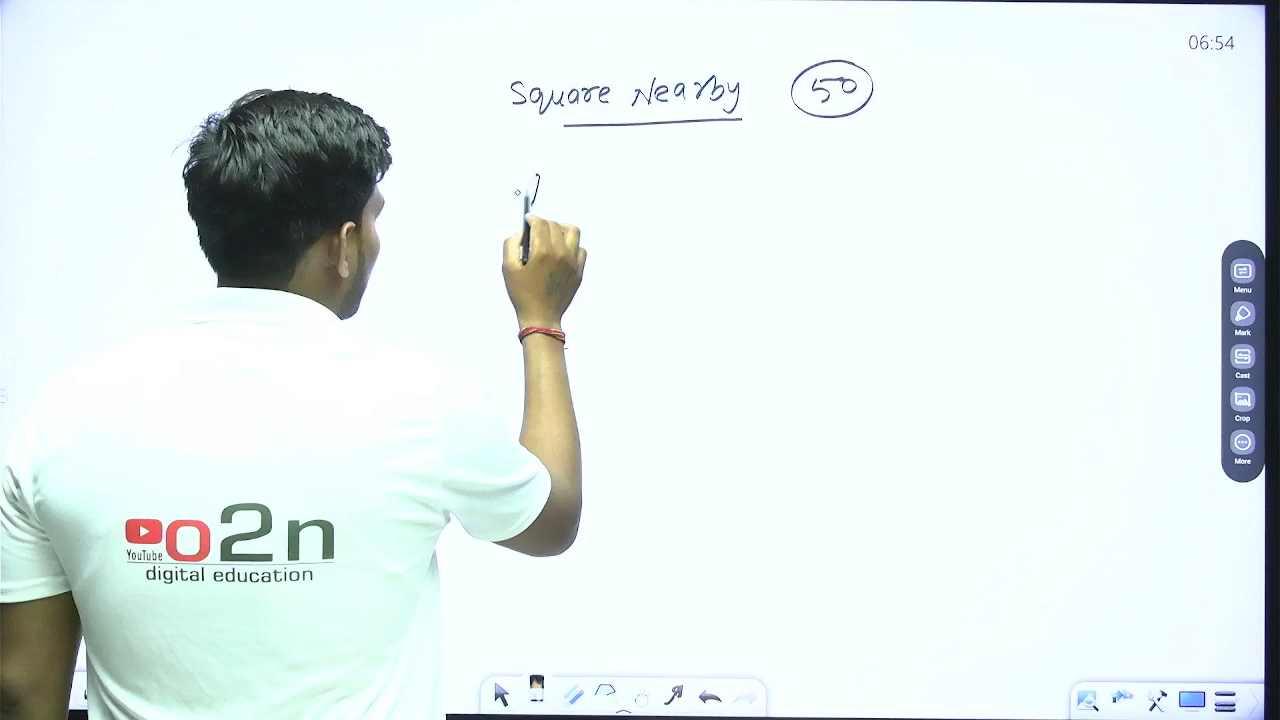 06:54
Square Nearby 50
Menu
Mark
Cast
Crop
More
YouTube o2n
digital education